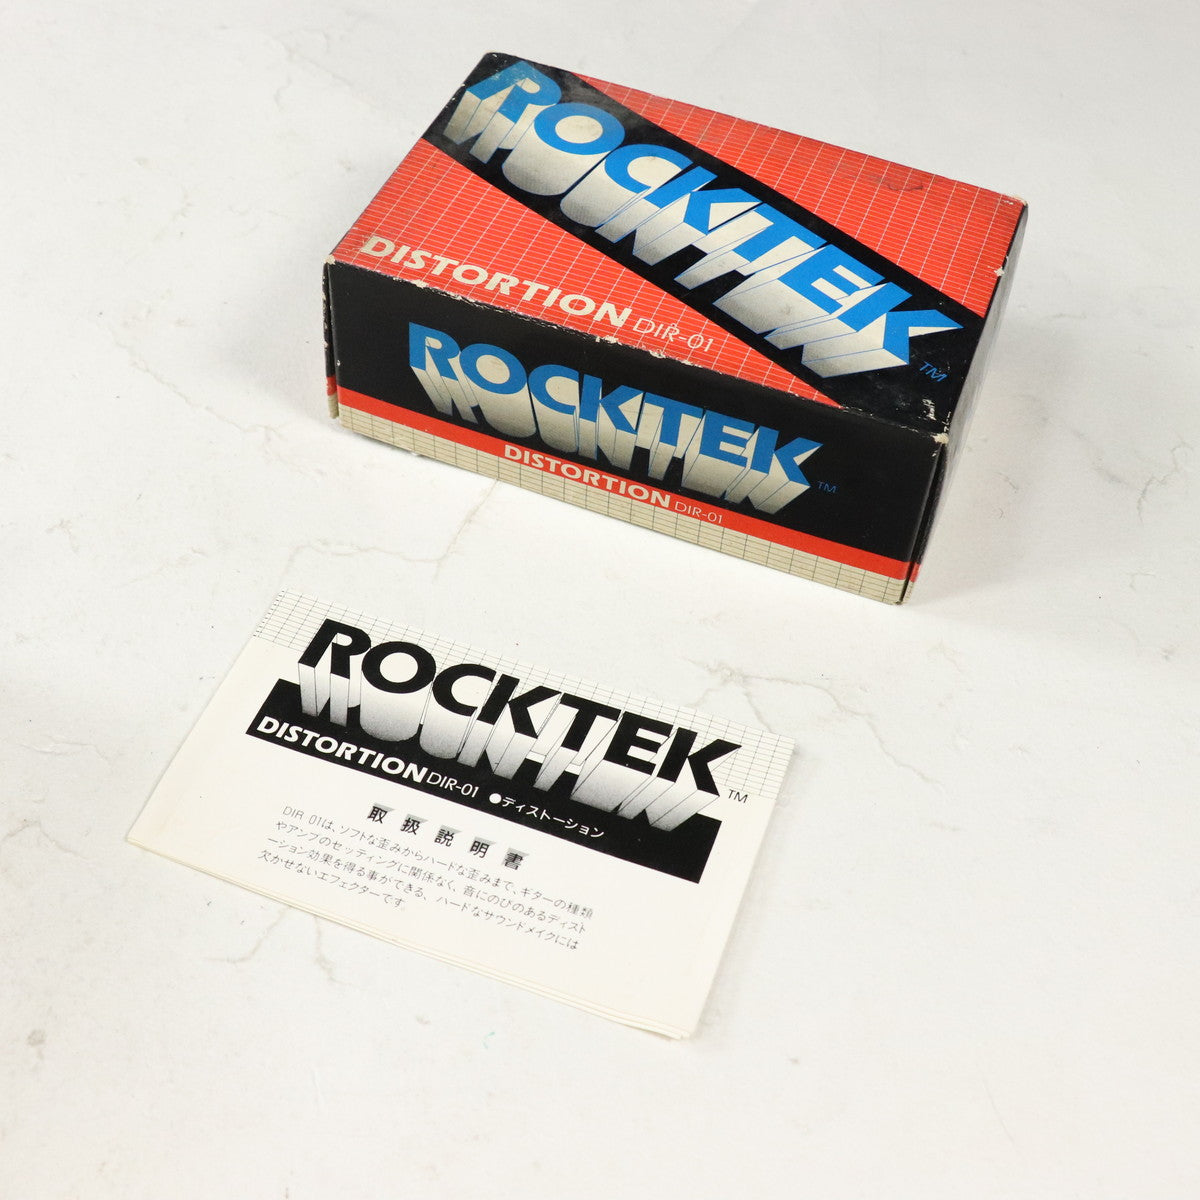 ROCKTEK
TM
DISTORTION DIR-01
ROCKTEK
TM
DISTORTION DIR-01
ROCKTEK
TM
DISTORTION DIR-01 ●ディストーション
取扱説明書
DIR 01は、ソフトな歪みからハードな歪みまで、ギターの種類
やアンプのセッティングに関係なく、音にのびのあるディスト
ーション効果を得る事ができる、ハードなサウンドメイクには
欠かせないエフェクターです。